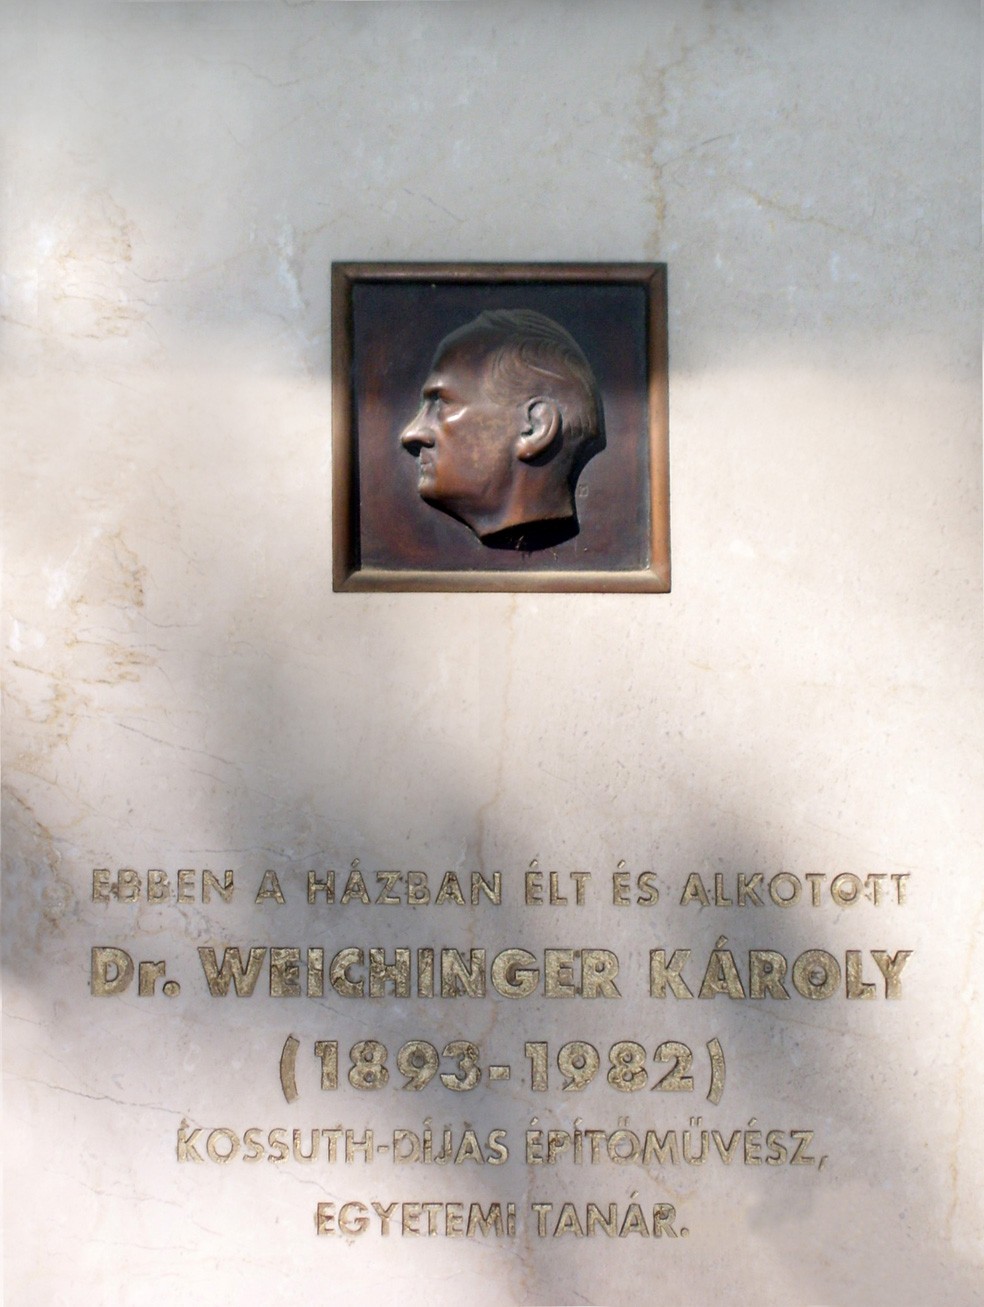 EBBEN A HÁZBAN ÉLT ÉS ALKOTOTT
Dr. WEICHINGER KÁROLY
(1893-1982)
KOSSUTH-DÍJAS ÉPÍTŐMŰVÉSZ,
EGYETEMI TANÁR.